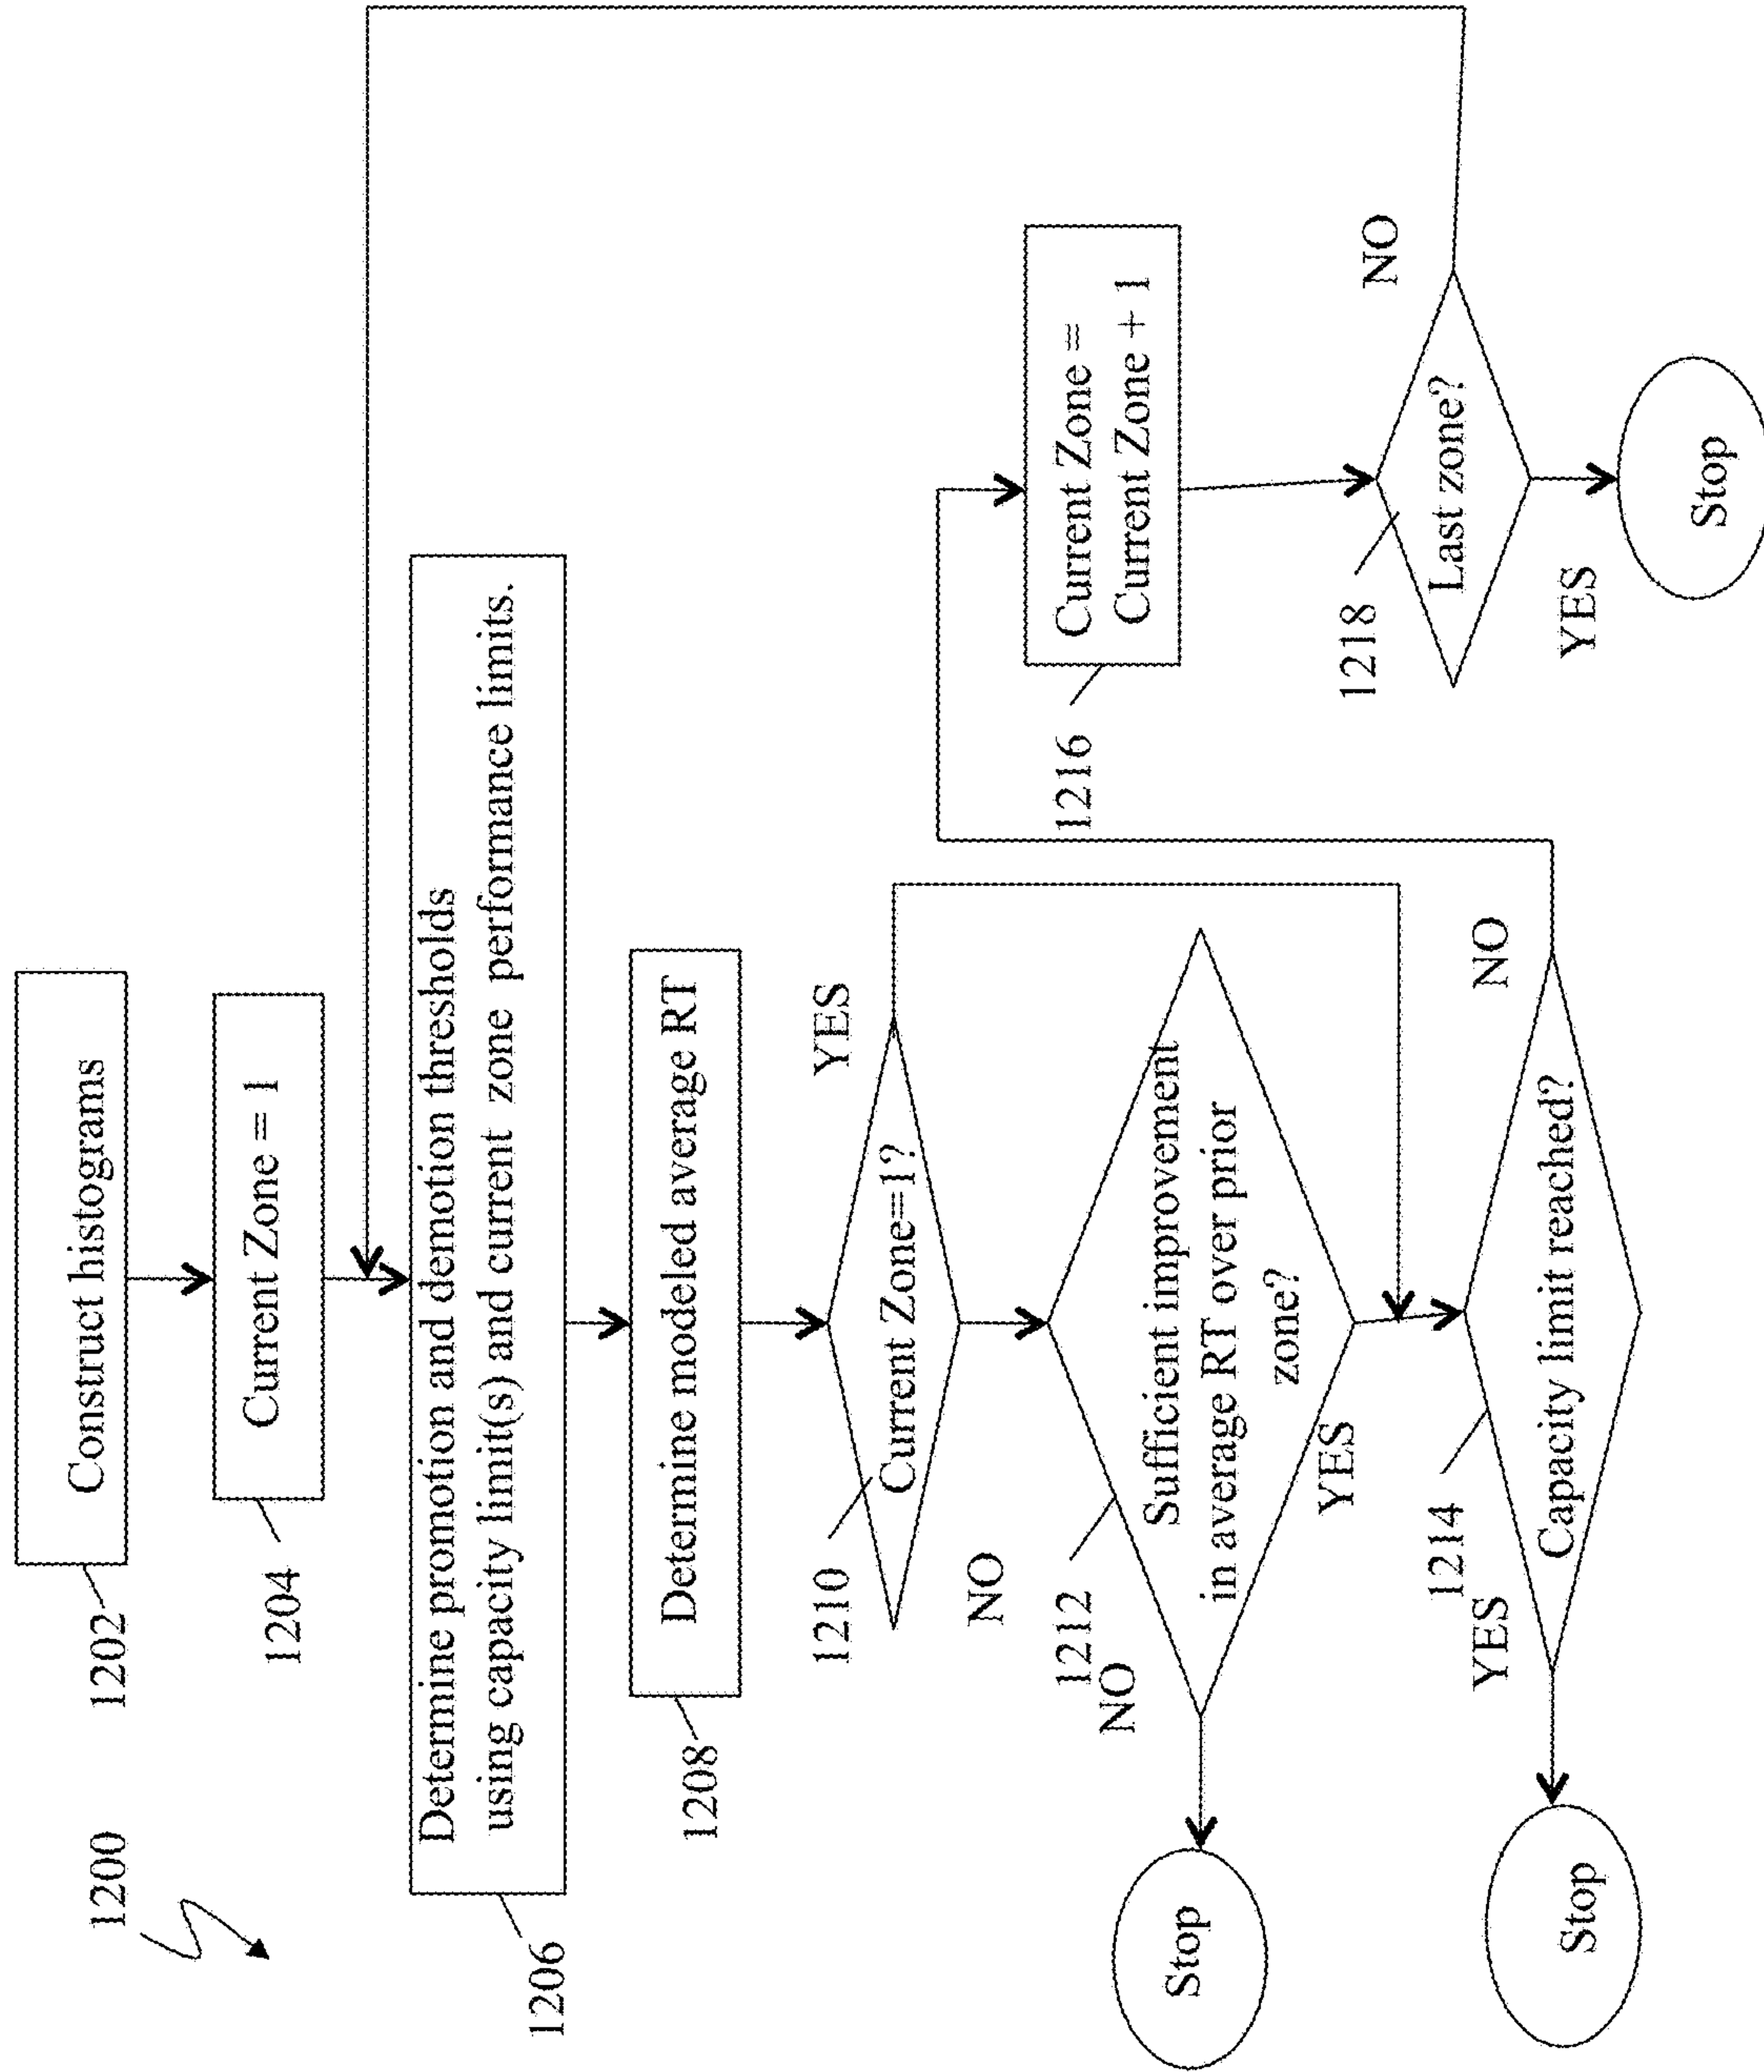 1200
1202
Construct histograms
1204
Current Zone = 1
1206
Determine promotion and demotion thresholds
using capacity limit(s) and current zone performance limits.
1208
Determine modeled average RT
1210
Current Zone=1?
YES
NO
1212
Sufficient improvement
in average RT over prior
zone?
NO
YES
Stop
1214
Capacity limit reached?
YES
NO
Stop
1216
Current Zone =
Current Zone + 1
1218
Last zone?
NO
YES
Stop